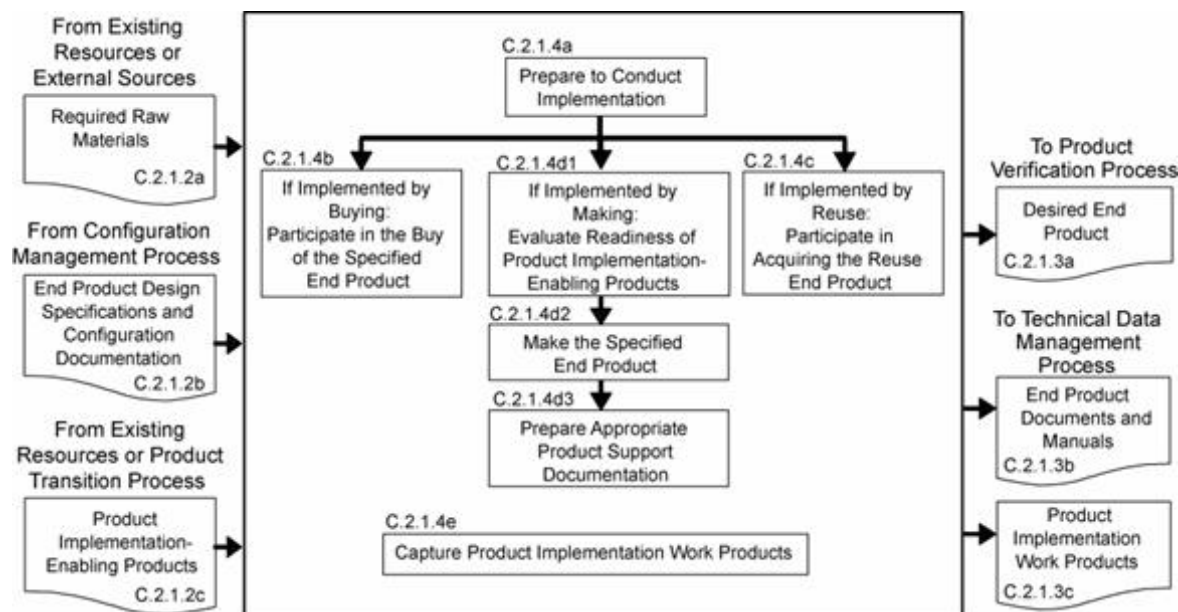 From Existing
Resources or
External Sources
Required Raw
Materials
C.2.1.2a
From Configuration
Management Process
End Product Design
Specifications and
Configuration
Documentation
C.2.1.2b
From Existing
Resources or Product
Transition Process
Product
Implementation-
Enabling Products
C.2.1.2c
C.2.1.4a
Prepare to Conduct
Implementation
C.2.1.4b
If Implemented by
Buying:
Participate in the Buy
of the Specified
End Product
C.2.1.4d1
If Implemented by
Making:
Evaluate Readiness of
Product Implementation-
Enabling Products
C.2.1.4c
If Implemented by
Reuse:
Participate in
Acquiring the Reuse
End Product
C.2.1.4d2
Make the Specified
End Product
C.2.1.4d3
Prepare Appropriate
Product Support
Documentation
C.2.1.4e
Capture Product Implementation Work Products
To Product
Verification Process
Desired End
Product
C.2.1.3a
To Technical Data
Management
Process
End Product
Documents and
Manuals
C.2.1.3b
Product
Implementation
Work Products
C.2.1.3c